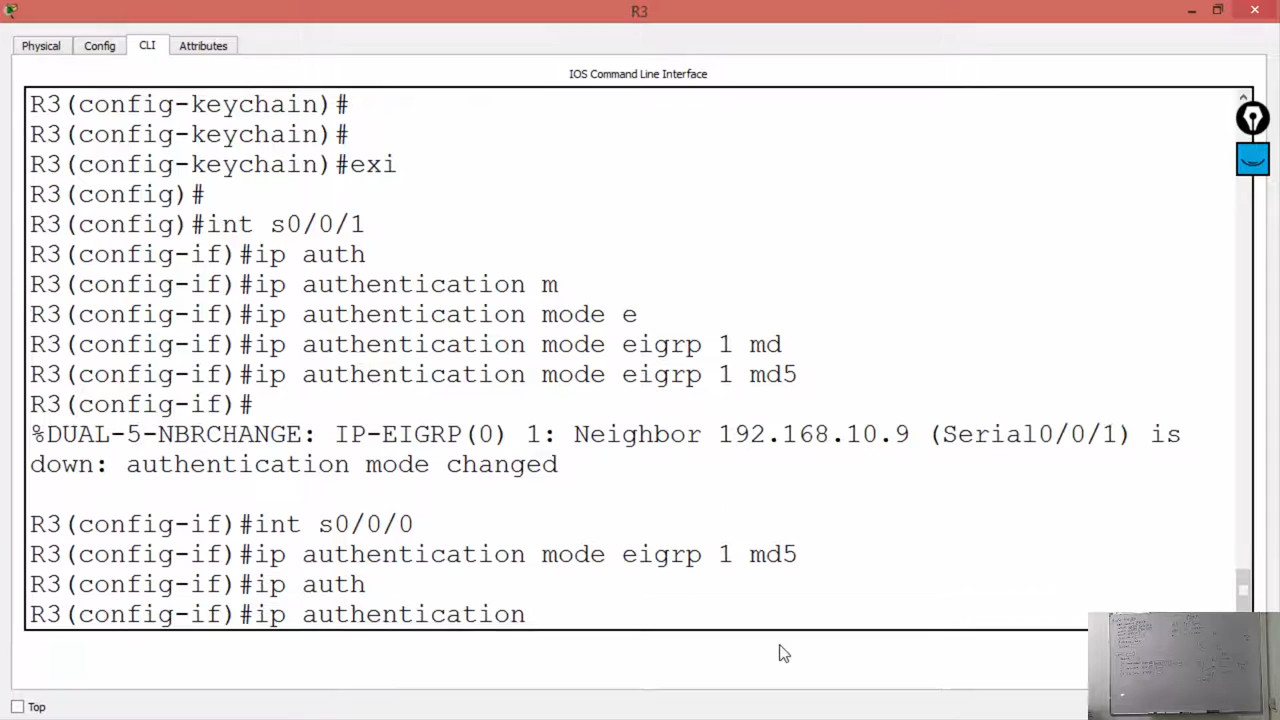 R3
Physical
Config
CLI
Attributes
IOS Command Line Interface
R3(config-keychain)#
R3(config-keychain)#
R3(config-keychain)#exi
R3(config)#
R3(config)#int s0/0/1
R3(config-if)#ip auth
R3(config-if)#ip authentication m
R3(config-if)#ip authentication mode e
R3(config-if)#ip authentication mode eigrp 1 md
R3(config-if)#ip authentication mode eigrp 1 md5
R3(config-if)#
%DUAL-5-NBRCHANGE: IP-EIGRP(0) 1: Neighbor 192.168.10.9 (Serial0/0/1) is
down: authentication mode changed
R3(config-if)#int s0/0/0
R3(config-if)#ip authentication mode eigrp 1 md5
R3(config-if)#ip auth
R3(config-if)#ip authentication
Top